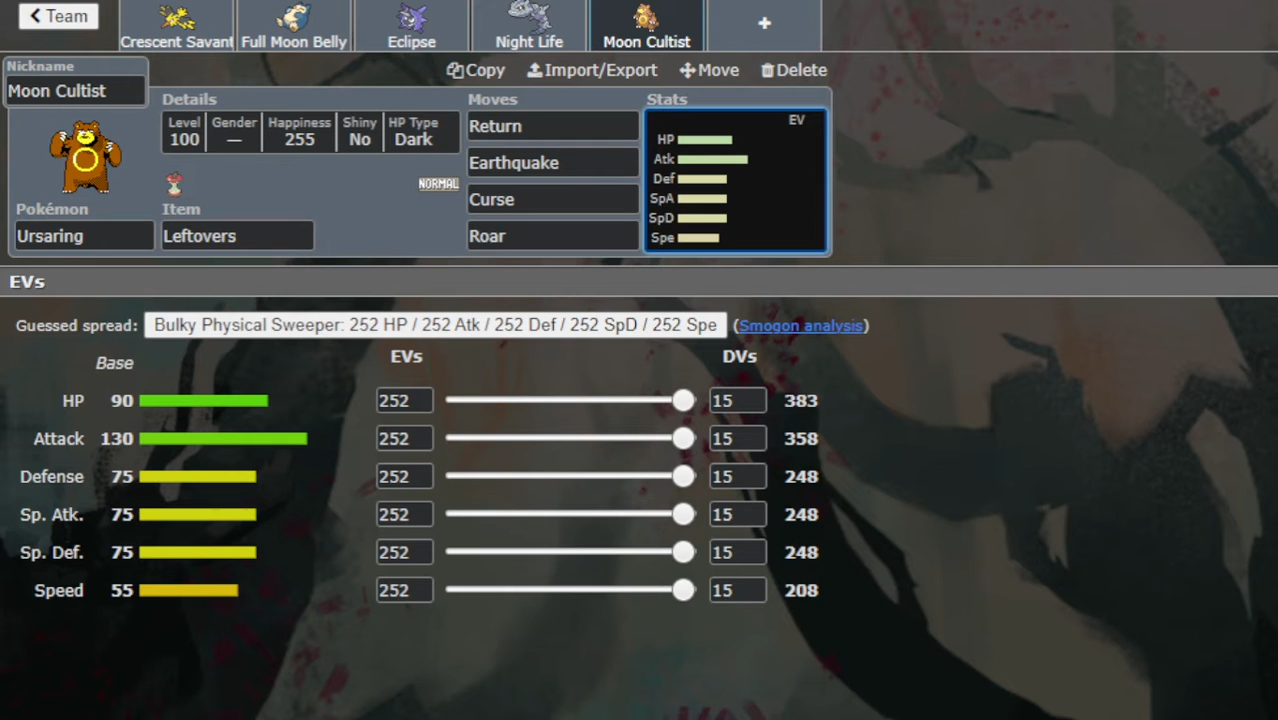 Team
Crescent Savant
Full Moon Belly
Eclipse
Night Life
Moon Cultist
+
Copy Import/Export Move Delete
Nickname
Moon Cultist
Details
Level Gender Happiness Shiny HP Type
100 — 255 No Dark
NORMAL
Pokémon
Ursaring
Item
Leftovers
Moves
Return
Earthquake
Curse
Roar
Stats
EV
HP
Atk
Def
SpA
SpD
Spe
EVs
Guessed spread: Bulky Physical Sweeper: 252 HP / 252 Atk / 252 Def / 252 SpD / 252 Spe (Smogon analysis)
Base EVs DVs
HP 90 252 15 383
Attack 130 252 15 358
Defense 75 252 15 248
Sp. Atk. 75 252 15 248
Sp. Def. 75 252 15 248
Speed 55 252 15 208